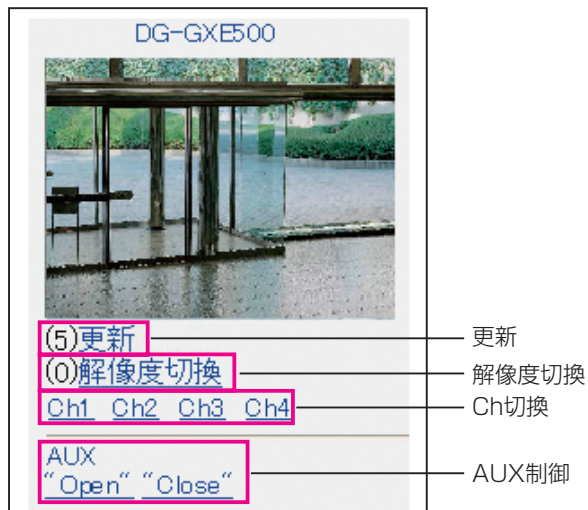 DG-GXE500
(5)更新
(0)解像度切換
Ch1 Ch2 Ch3 Ch4
AUX
"Open" "Close"
更新
解像度切換
Ch切換
AUX制御